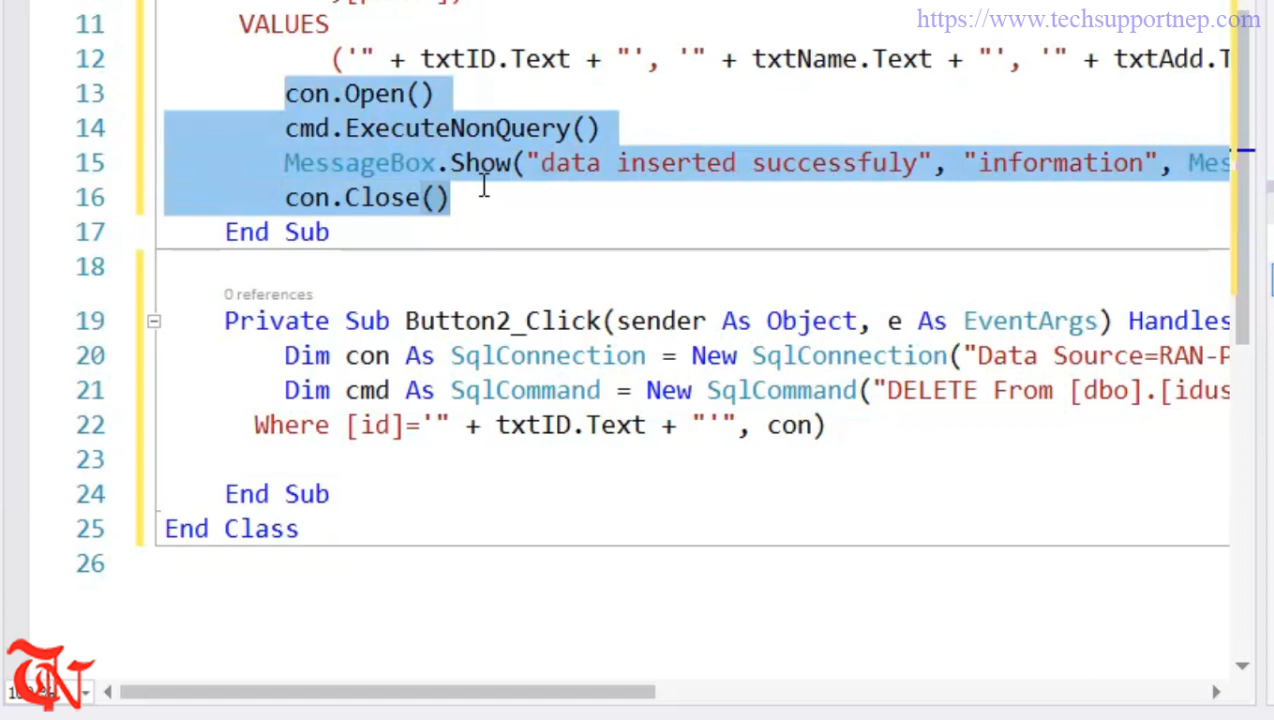 https://www.techsupportnep.com
11 VALUES
12 ('" + txtID.Text + "', '" + txtName.Text + "', '" + txtAdd.T
13 con.Open()
14 cmd.ExecuteNonQuery()
15 MessageBox.Show("data inserted successfuly", "information", Mes
16 con.Close()
17 End Sub
18
0 references
19 Private Sub Button2_Click(sender As Object, e As EventArgs) Handles
20 Dim con As SqlConnection = New SqlConnection("Data Source=RAN-P
21 Dim cmd As SqlCommand = New SqlCommand("DELETE From [dbo].[idus
22 Where [id]='" + txtID.Text + "'", con)
23
24 End Sub
25 End Class
26
TN